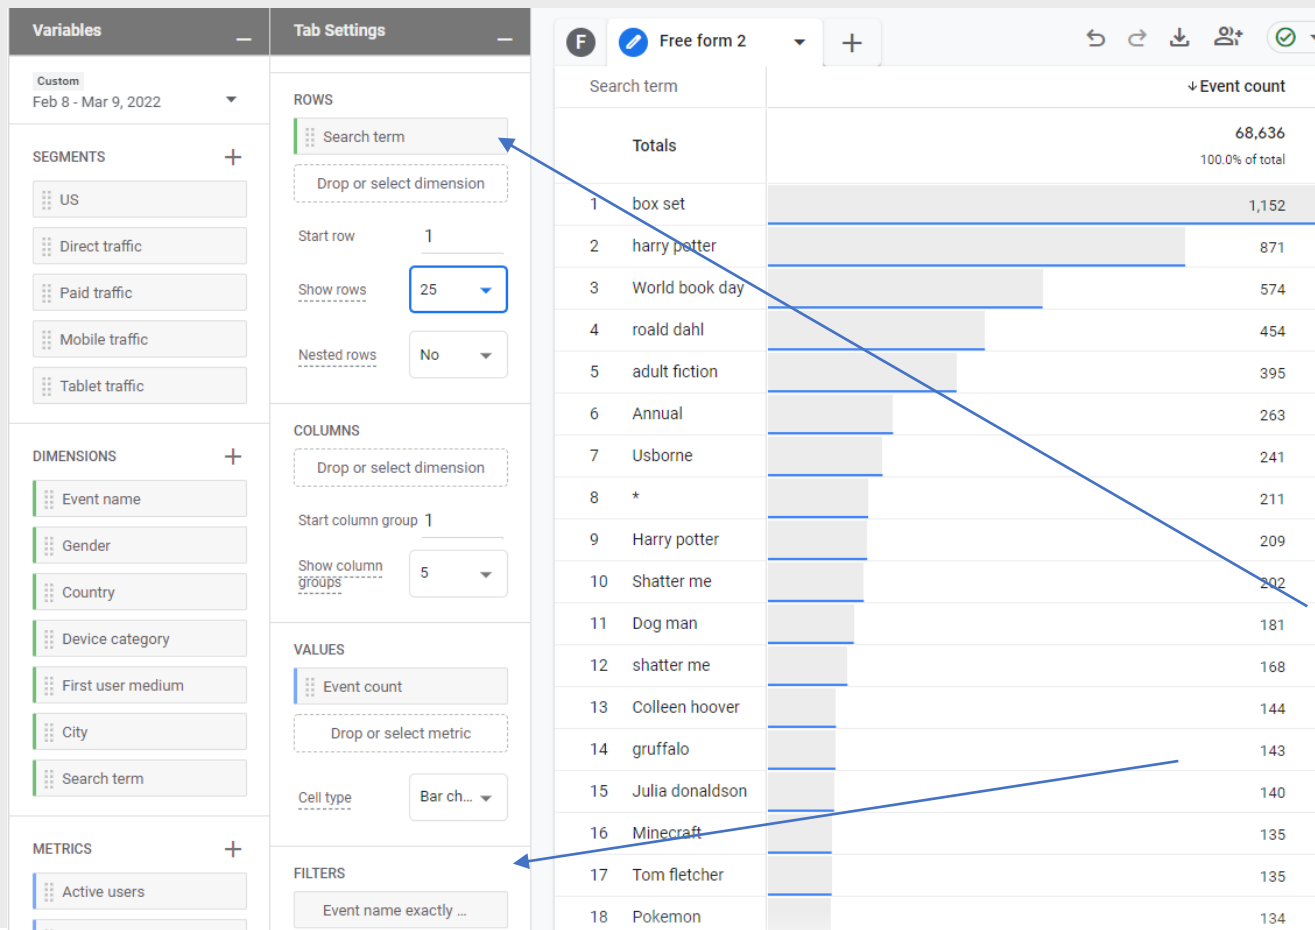 Variables
Custom
Feb 8 - Mar 9, 2022
SEGMENTS
US
Direct traffic
Paid traffic
Mobile traffic
Tablet traffic
DIMENSIONS
Event name
Gender
Country
Device category
First user medium
City
Search term
METRICS
Active users
Tab Settings
ROWS
Search term
Drop or select dimension
Start row 1
Show rows 25
Nested rows No
COLUMNS
Drop or select dimension
Start column group 1
Show column
groups
5
VALUES
Event count
Drop or select metric
Cell type Bar ch...
FILTERS
Event name exactly ...
F Free form 2
Search term Event count
Totals 68,636
100.0% of total
1 box set 1,152
2 harry potter 871
3 World book day 574
4 roald dahl 454
5 adult fiction 395
6 Annual 263
7 Usborne 241
8 * 211
9 Harry potter 209
10 Shatter me 202
11 Dog man 181
12 shatter me 168
13 Colleen hoover 144
14 gruffalo 143
15 Julia donaldson 140
16 Minecraft 135
17 Tom fletcher 135
18 Pokemon 134